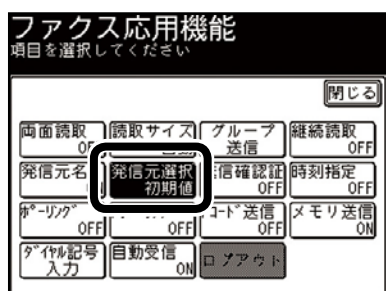 ファクス応用機能
項目を選択してください
閉じる
両面読取 読取サイズ グループ 継続読取
送信 OFF
発信元名 発信元選択 信確認証 時刻指定
初期値 OFF OFF
ﾎﾟｰﾘﾝｸﾞ ｺｰﾄﾞ送信 メモリ送信
OFF OFF OFF ON
ﾀﾞｲﾔﾙ記号 自動受信 ログアウト
入力 ON